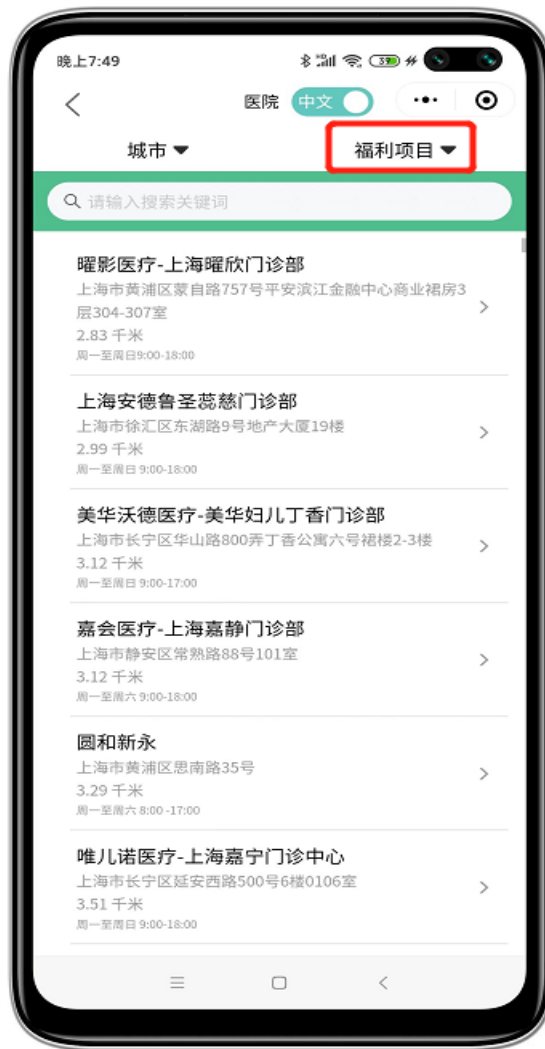 晚上7:49
39
医院 中文
城市 福利项目
请输入搜索关键词
曜影医疗-上海曜欣门诊部
上海市黄浦区蒙自路757号平安滨江金融中心商业裙房3
层304-307室
2.83 千米
周一至周日9:00-18:00
上海安德鲁圣蕊慈门诊部
上海市徐汇区东湖路9号地产大厦19楼
2.99 千米
周一至周日 9:00-18:00
美华沃德医疗-美华妇儿丁香门诊部
上海市长宁区华山路800弄丁香公寓六号裙楼2-3楼
3.12 千米
周一至周日 9:00-17:00
嘉会医疗-上海嘉静门诊部
上海市静安区常熟路88号101室
3.12 千米
周一至周六 9:00-18:00
圆和新永
上海市黄浦区思南路35号
3.29 千米
周一至周六 8:00 -17:00
唯儿诺医疗-上海嘉宁门诊中心
上海市长宁区延安西路500号6楼0106室
3.51 千米
周一至周日 9:00-18:00